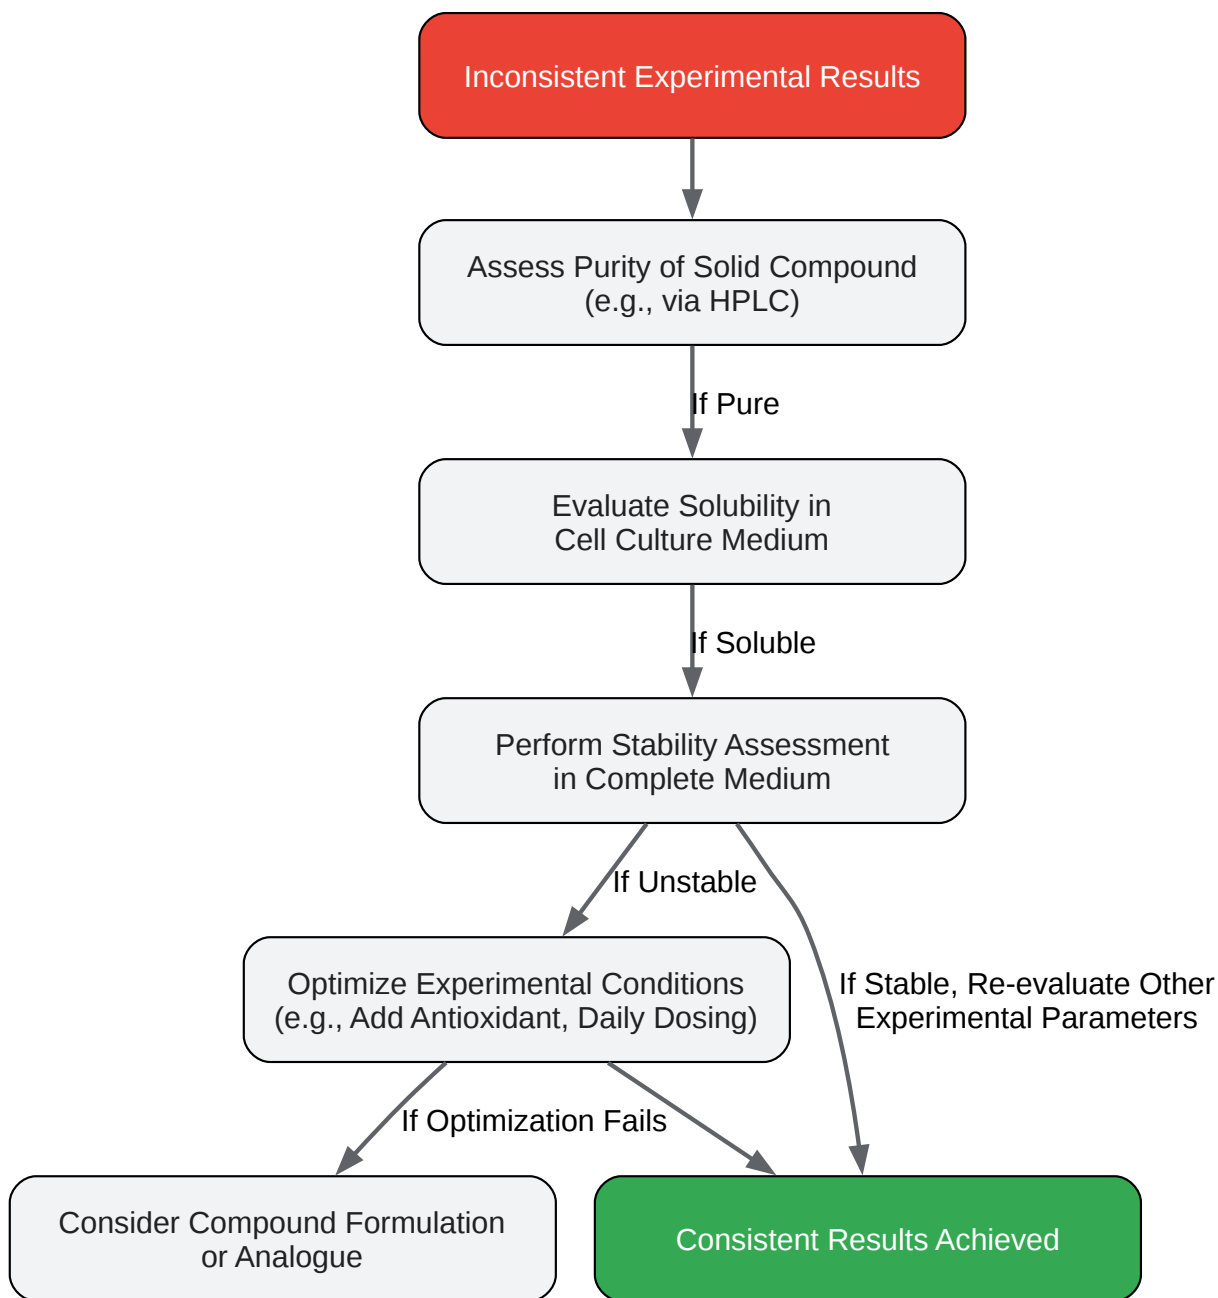 Inconsistent Experimental Results
Assess Purity of Solid Compound
(e.g., via HPLC)
If Pure
Evaluate Solubility in
Cell Culture Medium
If Soluble
Perform Stability Assessment
in Complete Medium
If Unstable
Optimize Experimental Conditions
(e.g., Add Antioxidant, Daily Dosing)
If Stable, Re-evaluate Other
Experimental Parameters
If Optimization Fails
Consider Compound Formulation
or Analogue
Consistent Results Achieved